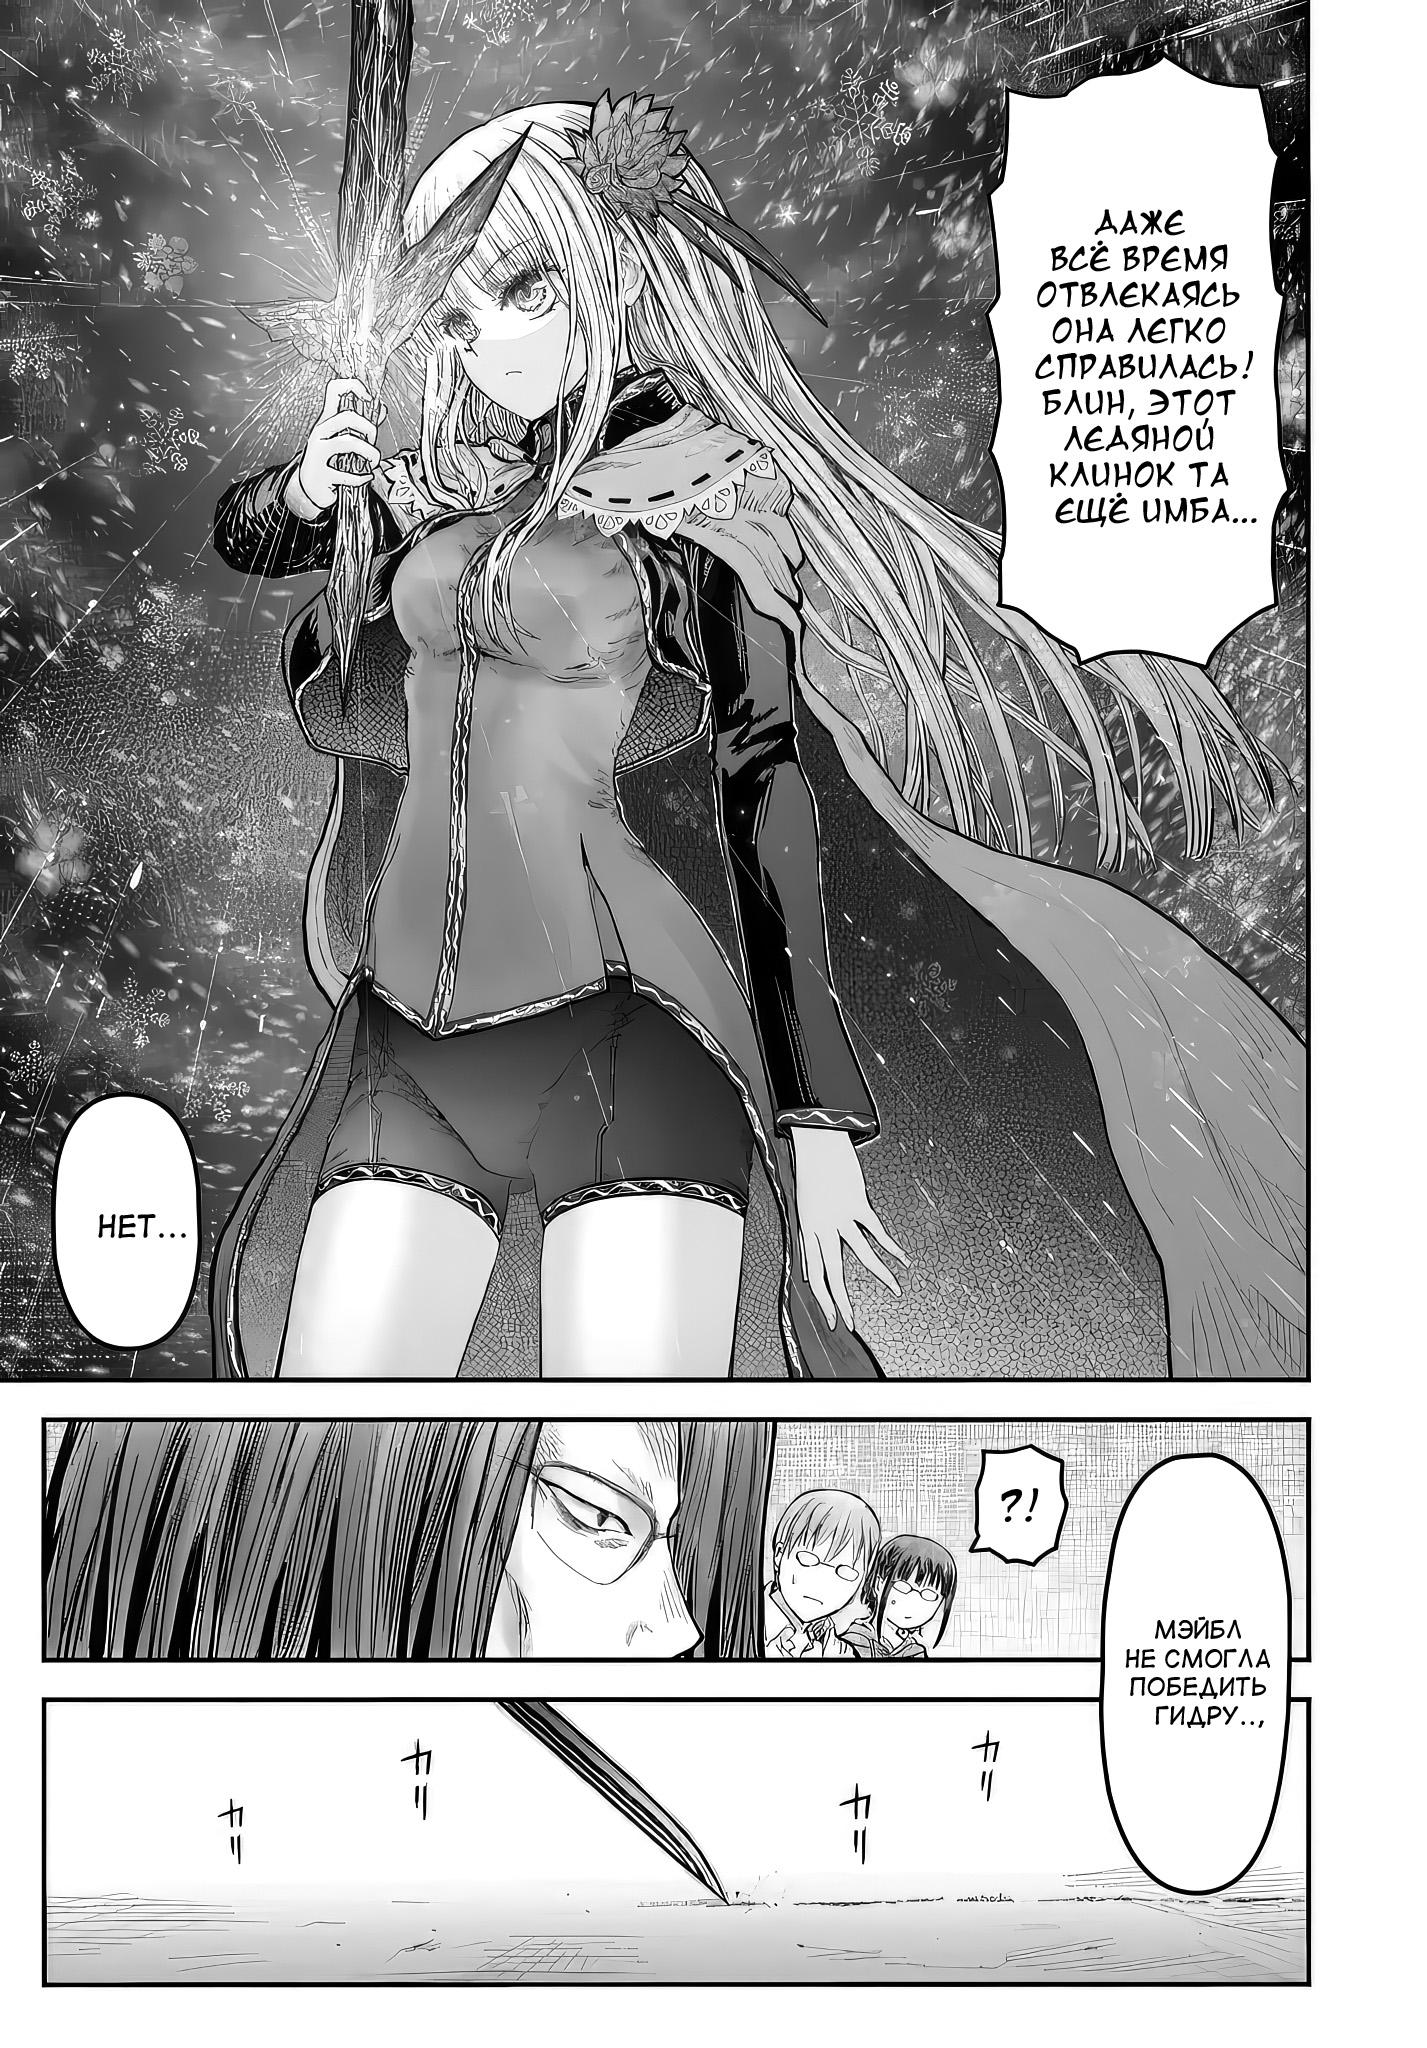 ДАЖЕ
ВСЁ ВРЕМЯ
ОТВЛЕКАЯСЬ
ОНА ЛЕГКО
СПРАВИЛАСЬ!
БЛИН, ЭТОТ
ЛЕДЯНОЙ
КЛИНОК ТА
ЕЩЁ ИМБА...
НЕТ...
?!
МЭЙБЛ
НЕ СМОГЛА
ПОБЕДИТЬ
ГИДРУ..,
カリ
カリ
カリ
カリ